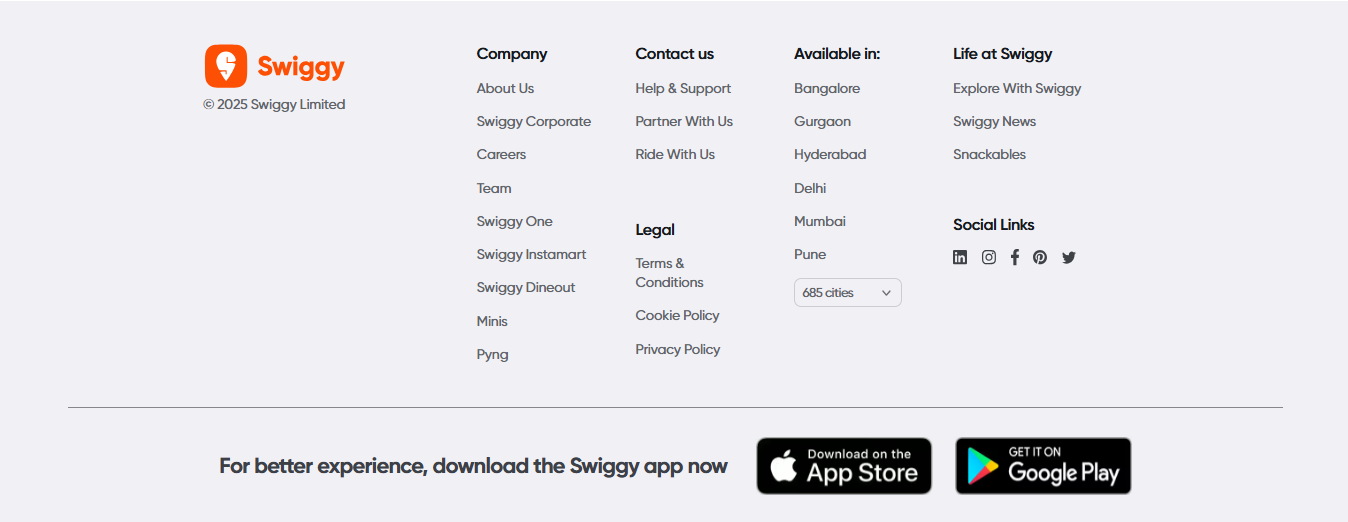 Swiggy
© 2025 Swiggy Limited
Company
About Us
Swiggy Corporate
Careers
Team
Swiggy One
Swiggy Instamart
Swiggy Dineout
Minis
Pyng
Contact us
Help & Support
Partner With Us
Ride With Us
Legal
Terms &
Conditions
Cookie Policy
Privacy Policy
Available in:
Bangalore
Gurgaon
Hyderabad
Delhi
Mumbai
Pune
685 cities
Life at Swiggy
Explore With Swiggy
Swiggy News
Snackables
Social Links
in
For better experience, download the Swiggy app now
Download on the
App Store
GET IT ON
Google Play